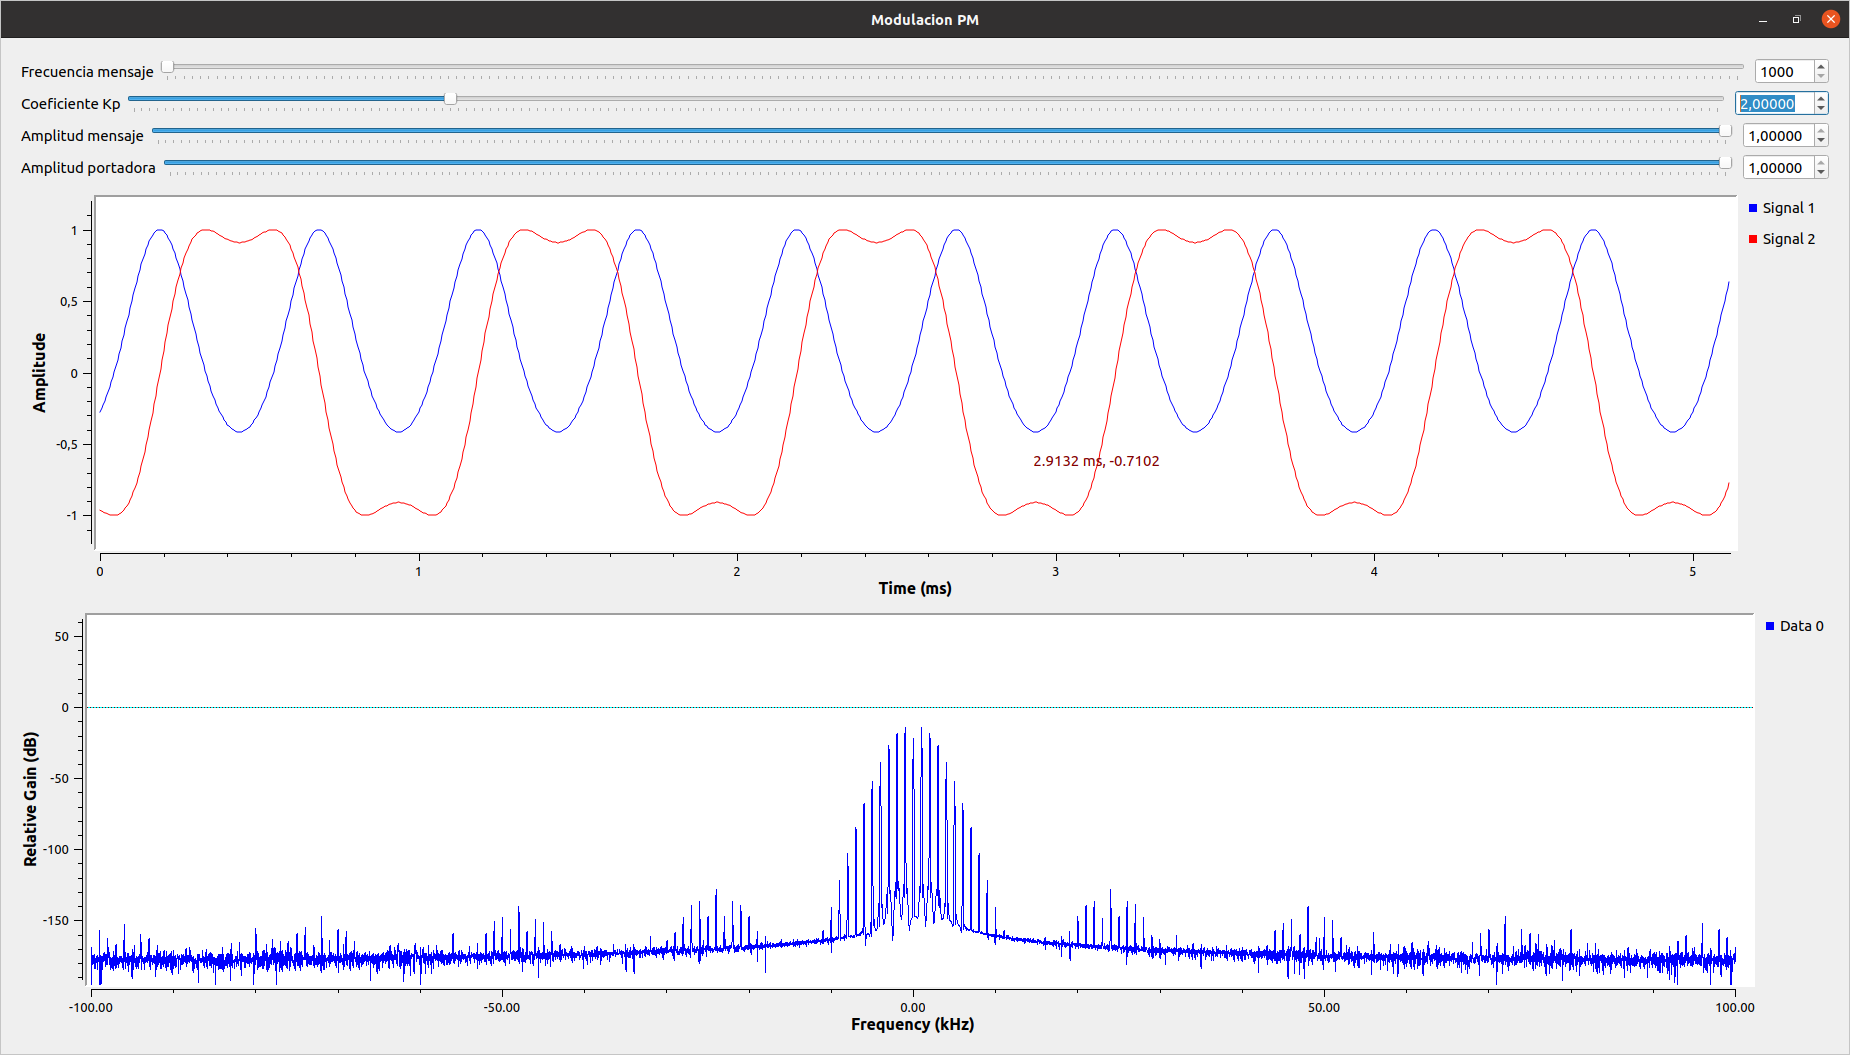 Modulacion PM
Frecuencia mensaje 1000
Coeficiente Kp 2,00000
Amplitud mensaje 1,00000
Amplitud portadora 1,00000
Signal 1
Signal 2
1
0,5
0
-0,5
-1
Amplitude
2.9132 ms, -0.7102
0 1 2 3 4 5
Time (ms)
Data 0
50
0
-50
-100
-150
Relative Gain (dB)
-100.00 -50.00 0.00 50.00 100.00
Frequency (kHz)